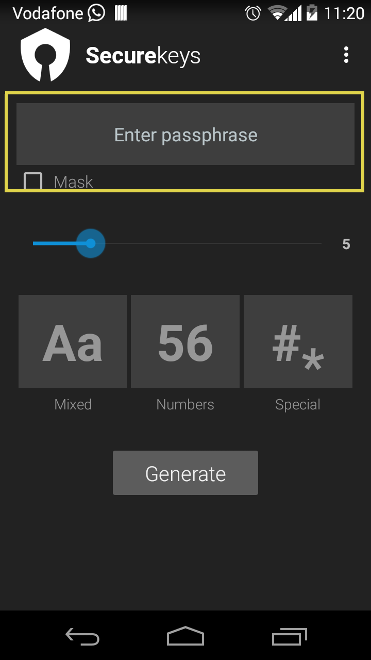 Vodafone 11:20
Securekeys
Enter passphrase
Mask
5
Aa 56 #*
Mixed Numbers Special
Generate